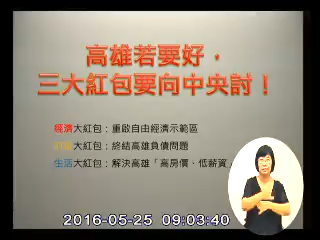 高雄若要好，
三大紅包要向中央討！
經濟大紅包：重啟自由經濟示範區
大紅包：終結高雄負債問題
生活大紅包：解決高雄「高房價、低薪資」
2016-05-25 09:03:40